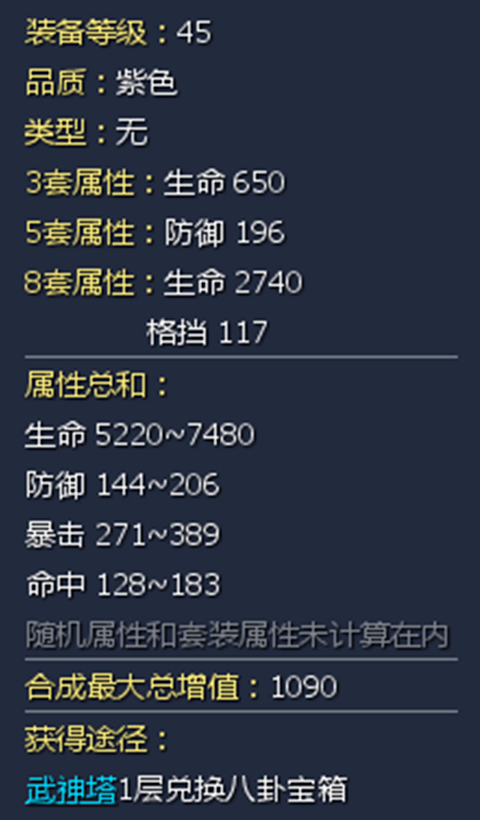 装备等级：45
品质：紫色
类型：无
3套属性：生命 650
5套属性：防御 196
8套属性：生命 2740
格挡 117
属性总和：
生命 5220~7480
防御 144~206
暴击 271~389
命中 128~183
随机属性和套装属性未计算在内
合成最大总增值：1090
获得途径：
武神塔1层兑换八卦宝箱